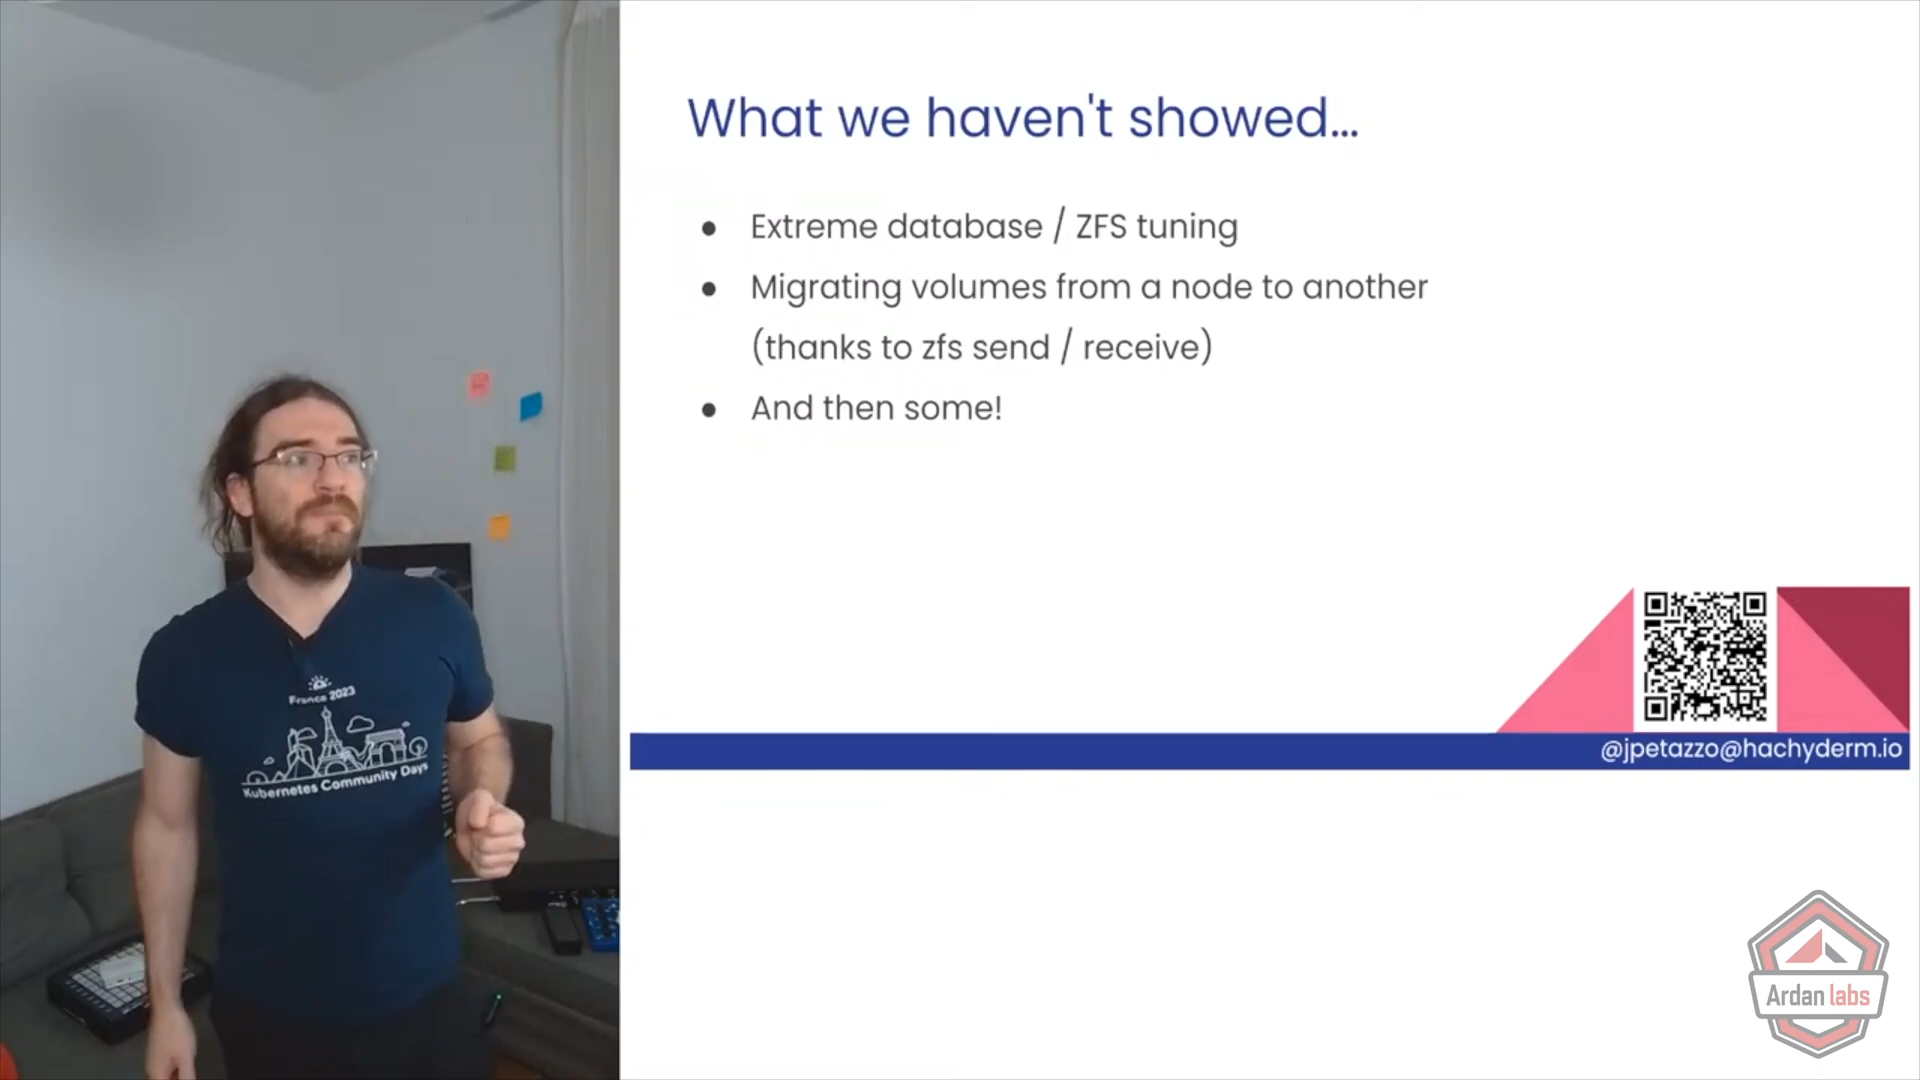 What we haven't showed...
● Extreme database / ZFS tuning
● Migrating volumes from a node to another
(thanks to zfs send / receive)
● And then some!
@jpetazzo@hachyderm.io
France 2023
Kubernetes Community Days
Ardan labs